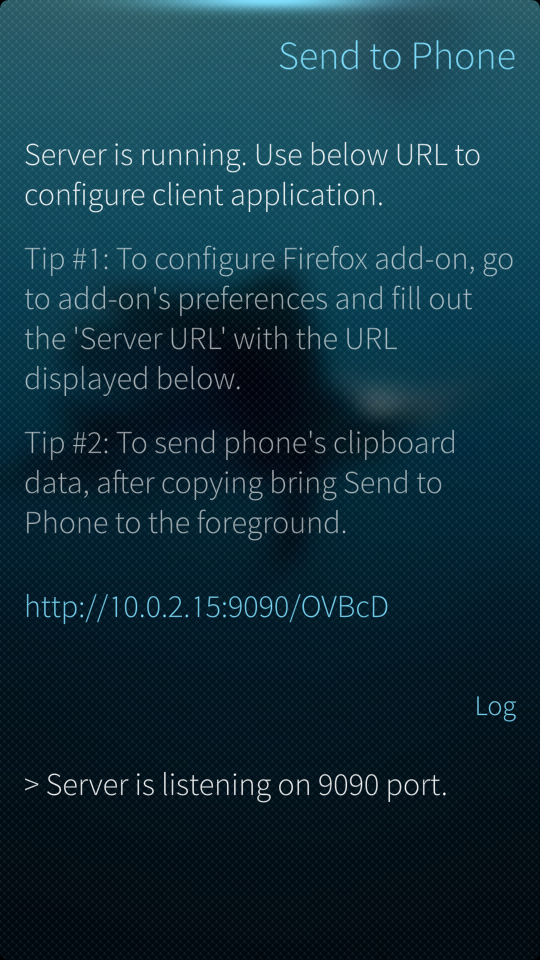 Send to Phone
Server is running. Use below URL to
configure client application.
Tip #1: To configure Firefox add-on, go
to add-on's preferences and fill out
the 'Server URL' with the URL
displayed below.
Tip #2: To send phone's clipboard
data, after copying bring Send to
Phone to the foreground.
http://10.0.2.15:9090/OVBcD
Log
> Server is listening on 9090 port.